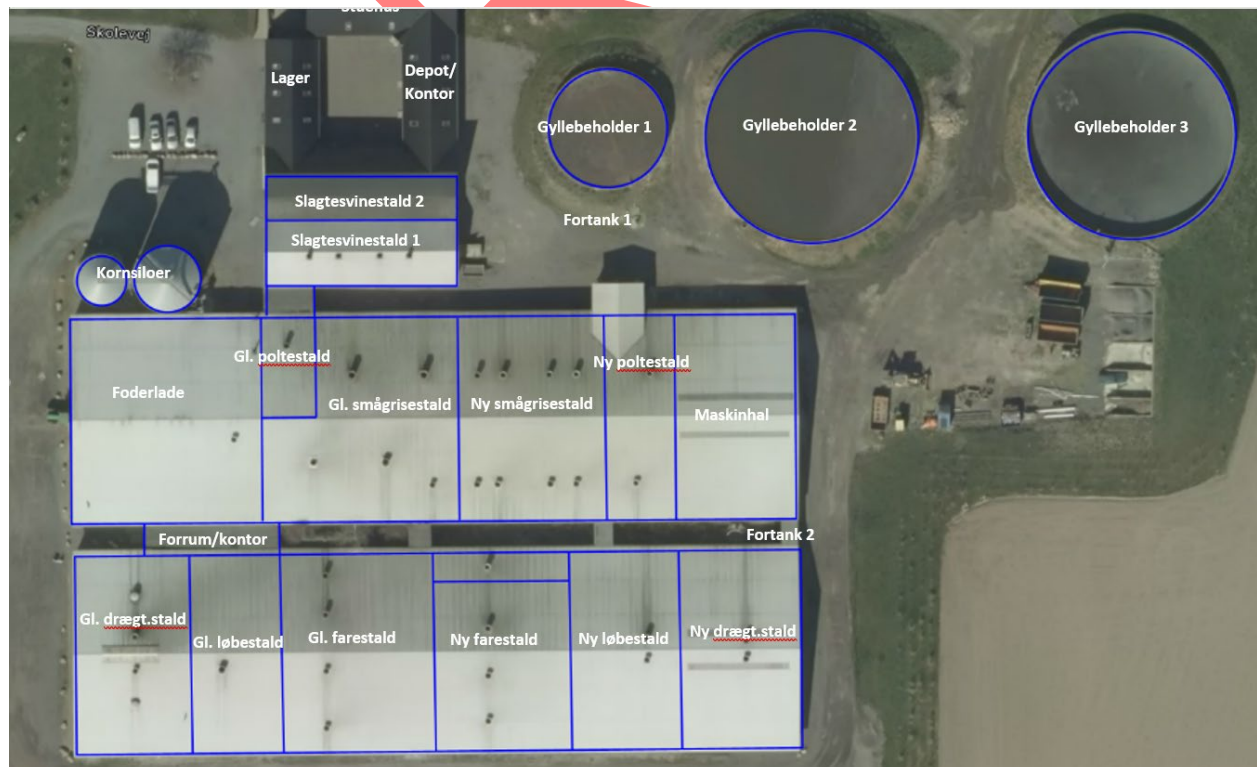 Stuehus
Skolevej
Lager
Depot/
Kontor
Gyllebeholder 1
Gyllebeholder 2
Gyllebeholder 3
Slagtesvinestald 2
Fortank 1
Slagtesvinestald 1
Kornsiloer
Gl. poltestald
Ny poltestald
Foderlade
Gl. smågrisestald
Ny smågrisestald
Maskinhal
Forrum/kontor
Fortank 2
Gl. drægt.stald
Gl. løbestald
Gl. farestald
Ny farestald
Ny løbestald
Ny drægt.stald